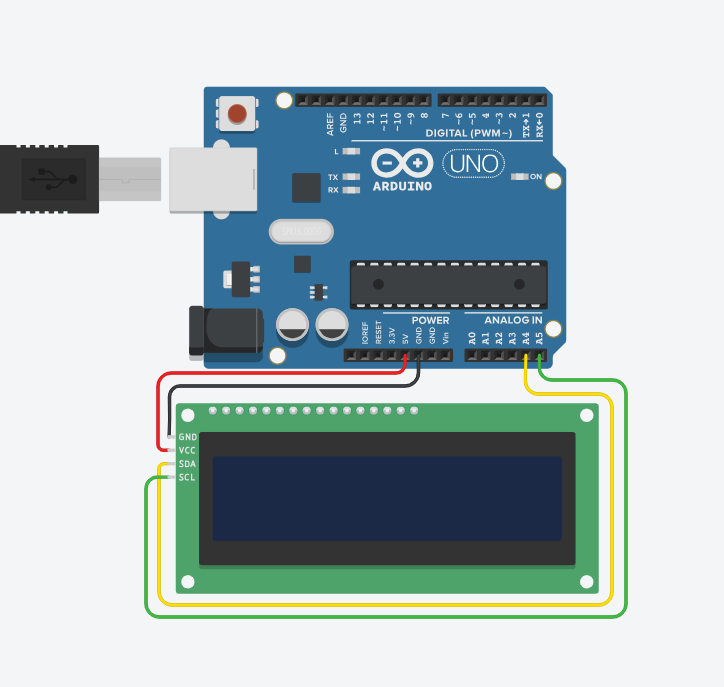 AREF
GND
13
12
~11
~10
~9
8
7
~6
~5
4
~3
2
TX→1
RX←0
DIGITAL (PWM~)
L
TX
RX
UNO
ON
ARDUINO
POWER
ANALOG IN
IOREF
RESET
3.3V
5V
GND
GND
Vin
A0
A1
A2
A3
A4
A5
GND
VCC
SDA
SCL